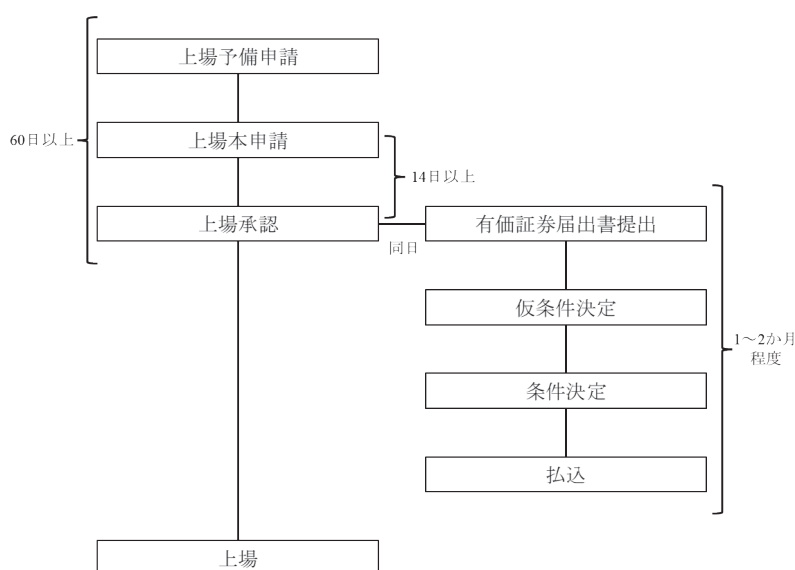 上場予備申請
60日以上
上場本申請
14日以上
上場承認
同日
有価証券届出書提出
仮条件決定
1～2か月
程度
条件決定
払込
上場